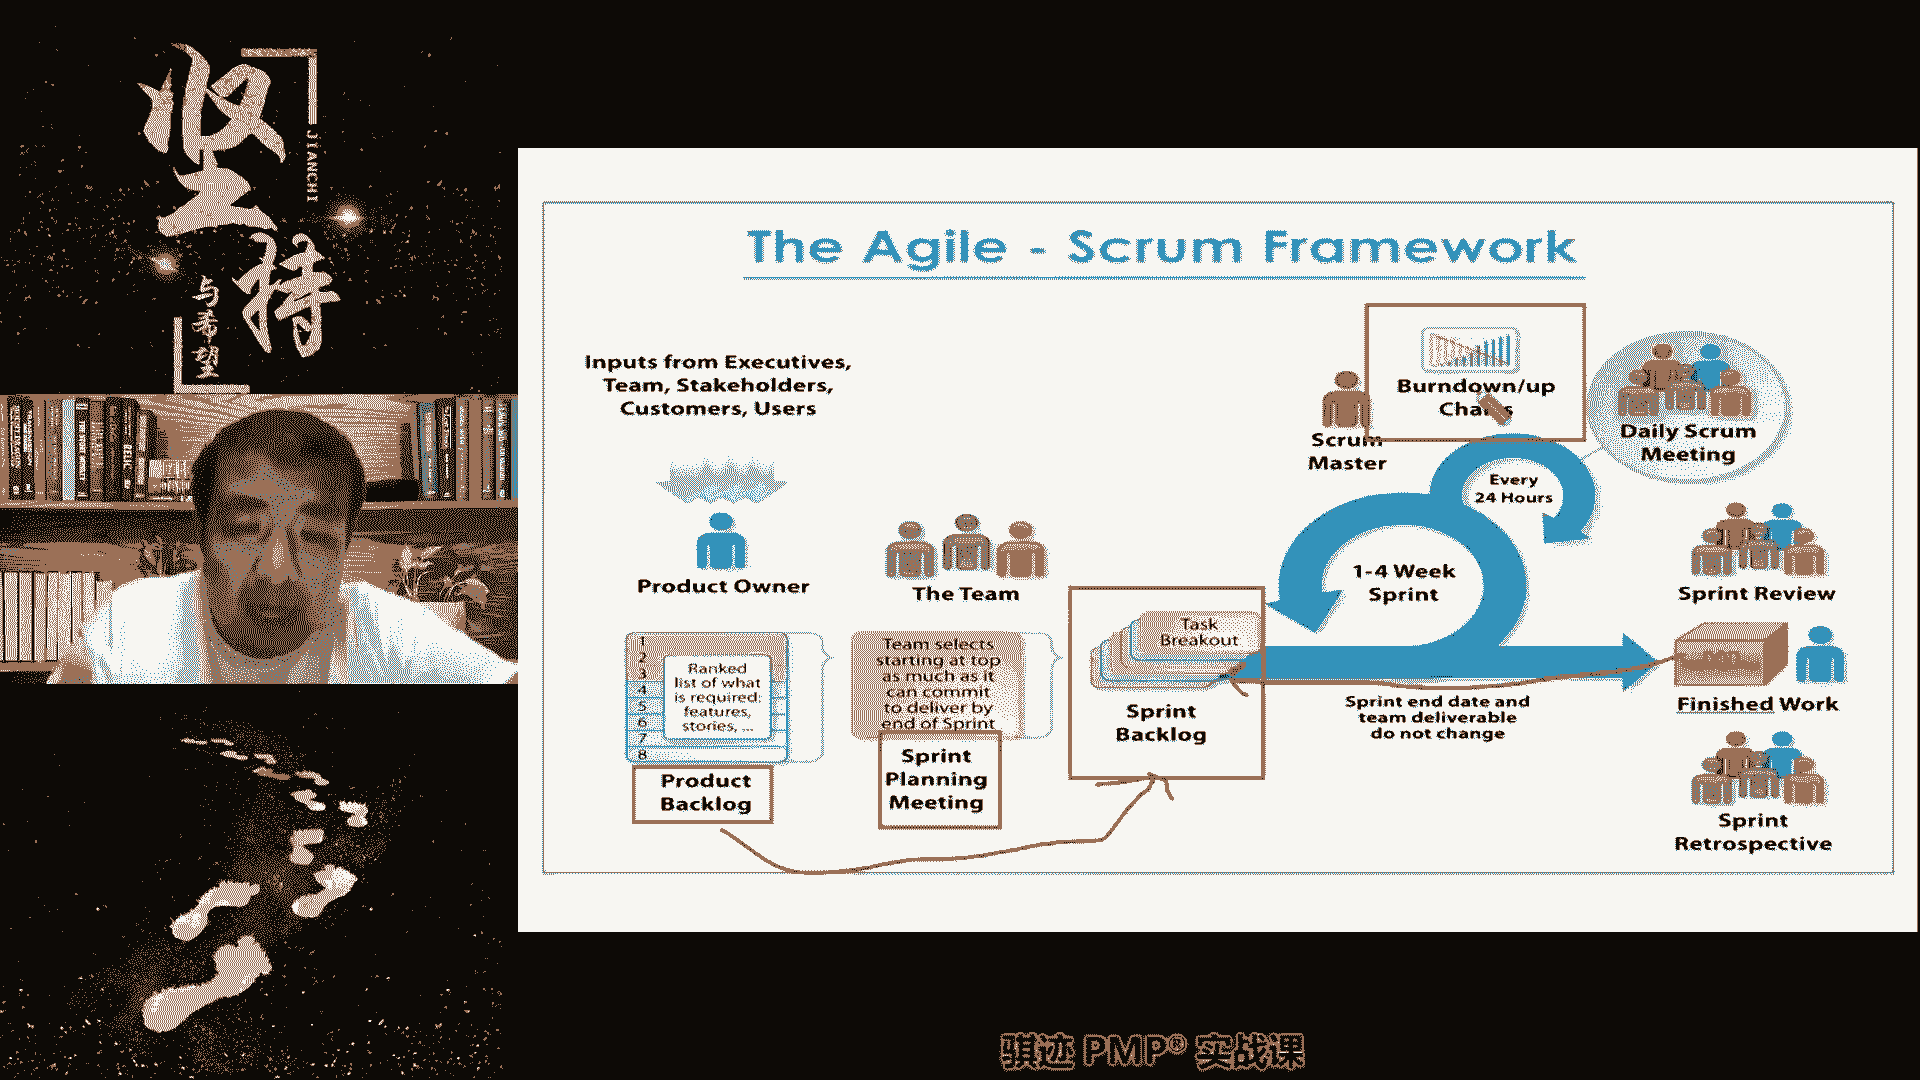 坚持
JIANCHI
与希望
The Agile - Scrum Framework
Inputs from Executives,
Team, Stakeholders,
Customers, Users
Product Owner
The Team
1
2
3
4
5
6
7
8
Ranked
list of what
is required:
features,
stories, ...
Product
Backlog
Team selects
starting at top
as much as it
can commit
to deliver by
end of Sprint
Sprint
Planning
Meeting
Task
Breakout
Sprint
Backlog
Scrum
Master
Burndown/up
Charts
Every
24 Hours
Daily Scrum
Meeting
1-4 Week
Sprint
Sprint end date and
team deliverable
do not change
Sprint Review
Finished Work
Sprint
Retrospective
骐迹 PMP® 实战课